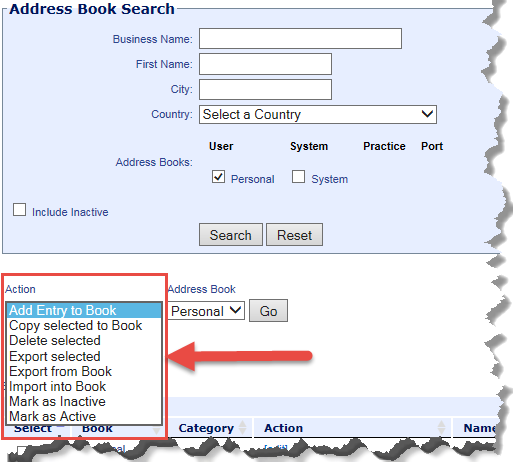 Address Book Search
Business Name:
First Name:
City:
Country: Select a Country
User System Practice Port
Address Books: Personal System
Include Inactive
Search Reset
Action Address Book
Add Entry to Book Personal Go
Copy selected to Book
Delete selected
Export selected
Export from Book
Import into Book
Mark as Inactive
Mark as Active
Select Book Category Action Name